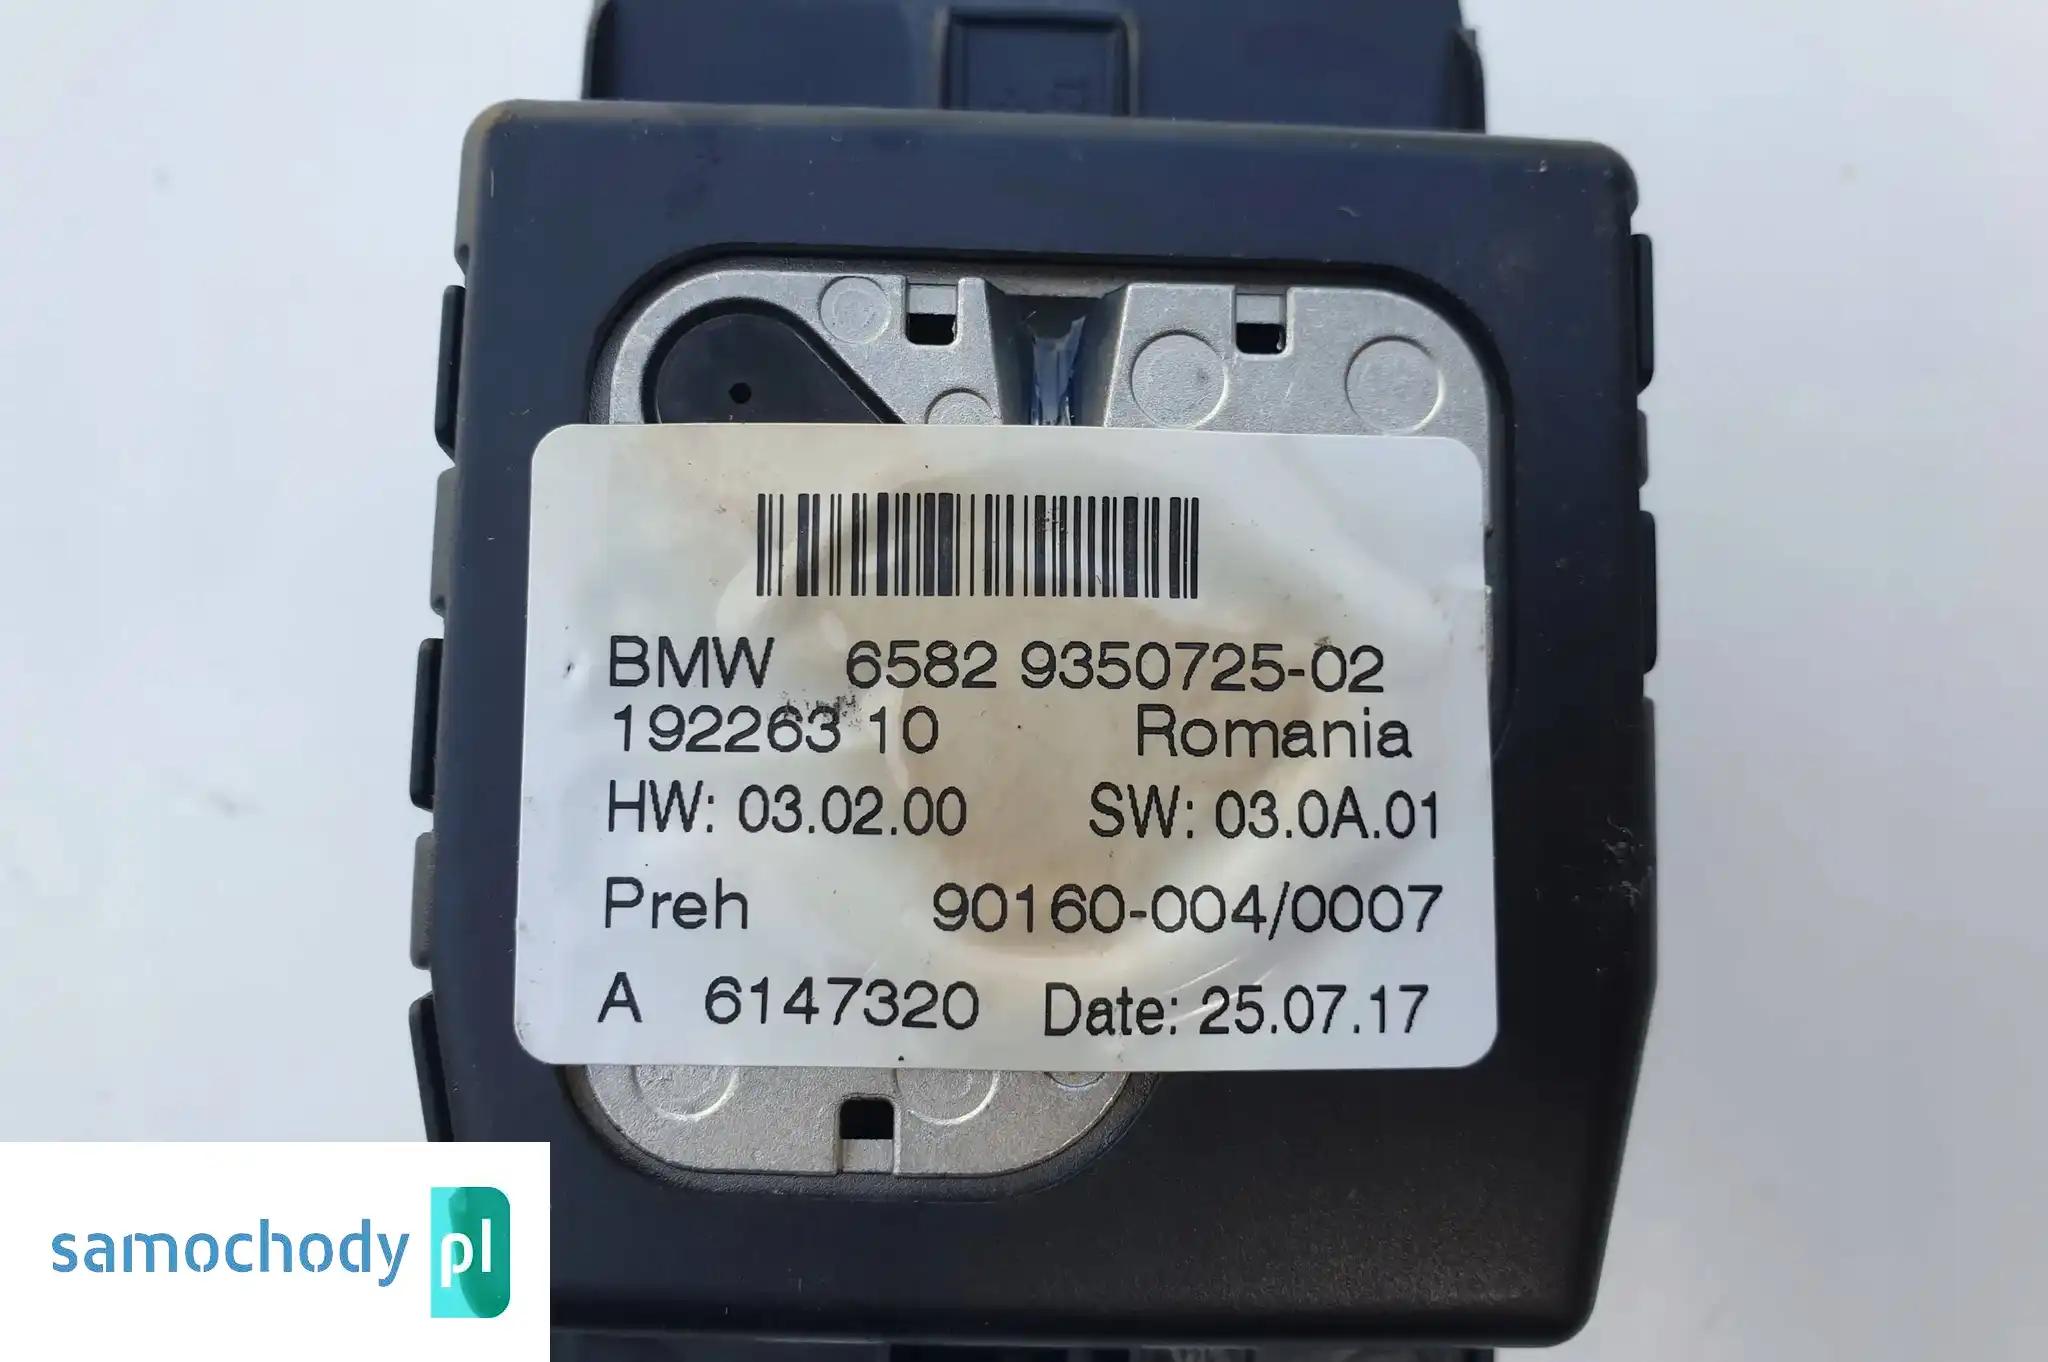 BMW 6582 9350725-02
192263 10 Romania
HW: 03.02.00 SW: 03.0A.01
Preh 90160-004/0007
A 6147320 Date: 25.07.17
samochody pl